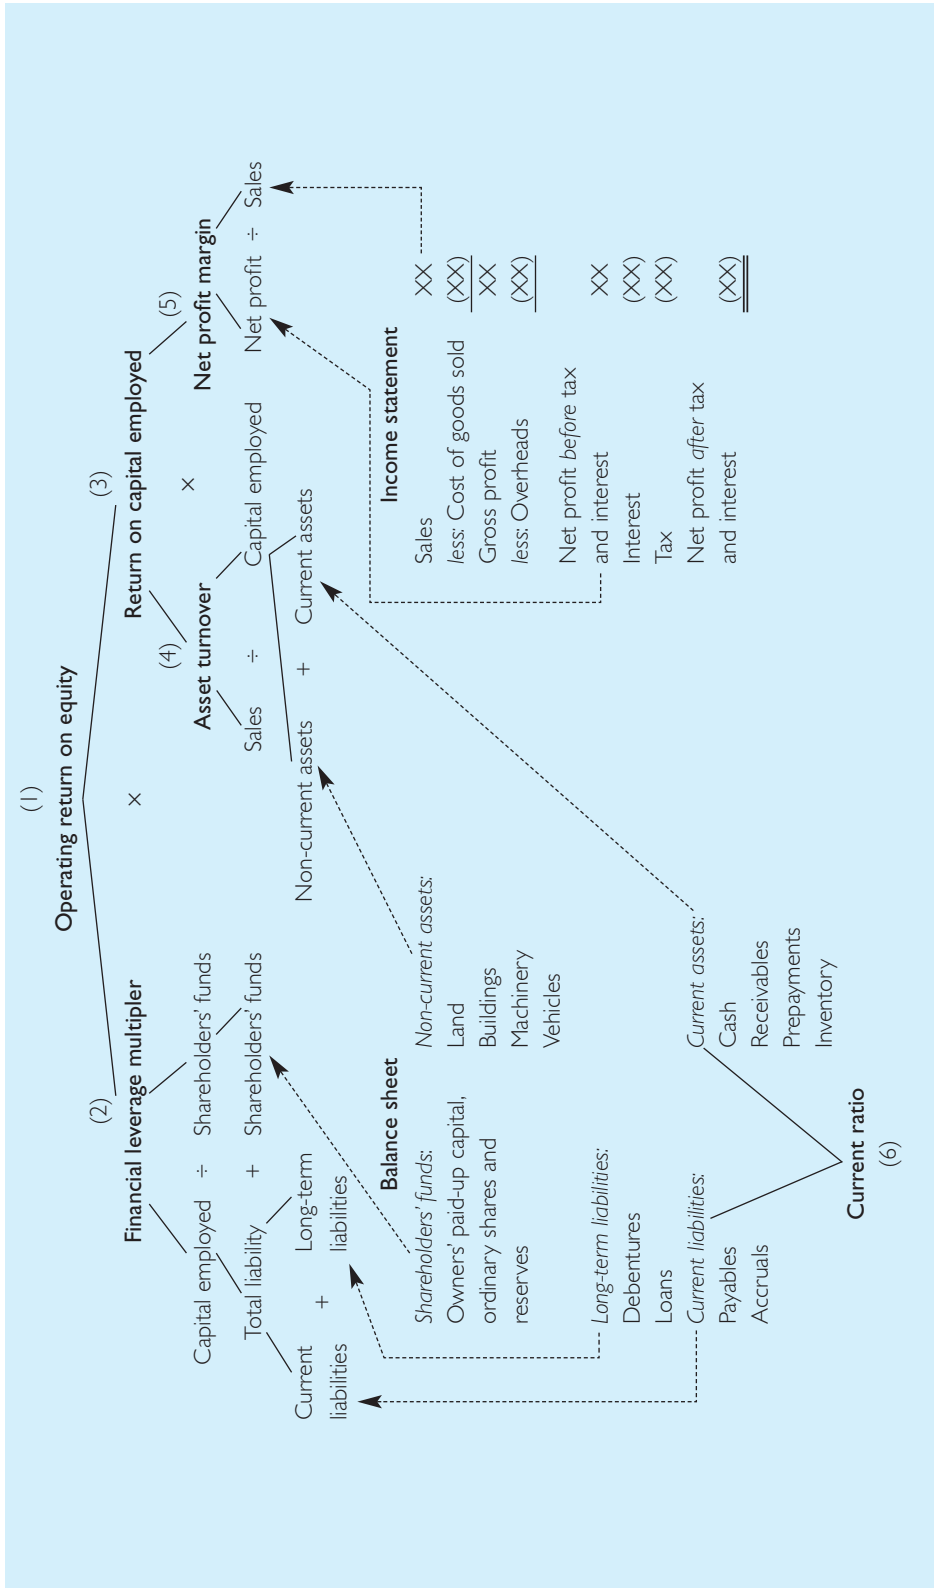 (1)
Operating return on equity
(2)
Financial leverage multipler
×
(3)
Return on capital employed
Capital employed ÷ Shareholders' funds
Total liability + Shareholders' funds
Current liabilities + Long-term liabilities
(4)
Asset turnover
×
(5)
Net profit margin
Sales ÷ Capital employed
Net profit ÷ Sales
Non-current assets + Current assets
Balance sheet
Shareholders' funds:
Owners' paid-up capital,
ordinary shares and
reserves
Long-term liabilities:
Debentures
Loans
Current liabilities:
Payables
Accruals
Non-current assets:
Land
Buildings
Machinery
Vehicles
Current assets:
Cash
Receivables
Prepayments
Inventory
Current ratio
(6)
Income statement
Sales XX
less: Cost of goods sold (XX)
Gross profit XX
less: Overheads (XX)
Net profit before tax
and interest XX
Interest (XX)
Tax (XX)
Net profit after tax
and interest (XX)